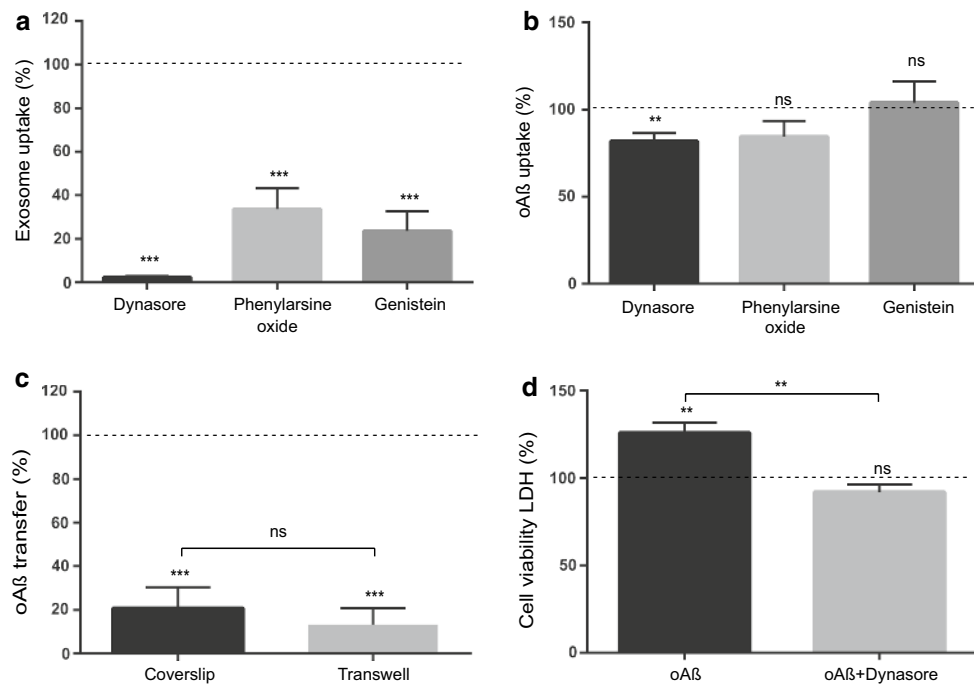 a
Exosome uptake (%)
120
100
80
60
40
20
0
***
***
***
Dynasore
Phenylarsine
oxide
Genistein
b
oAß uptake (%)
150
100
50
0
**
ns
ns
Dynasore
Phenylarsine
oxide
Genistein
c
oAß transfer (%)
120
100
80
60
40
20
0
ns
***
***
Coverslip
Transwell
d
Cell viability LDH (%)
150
100
50
0
**
**
ns
oAß
oAß+Dynasore